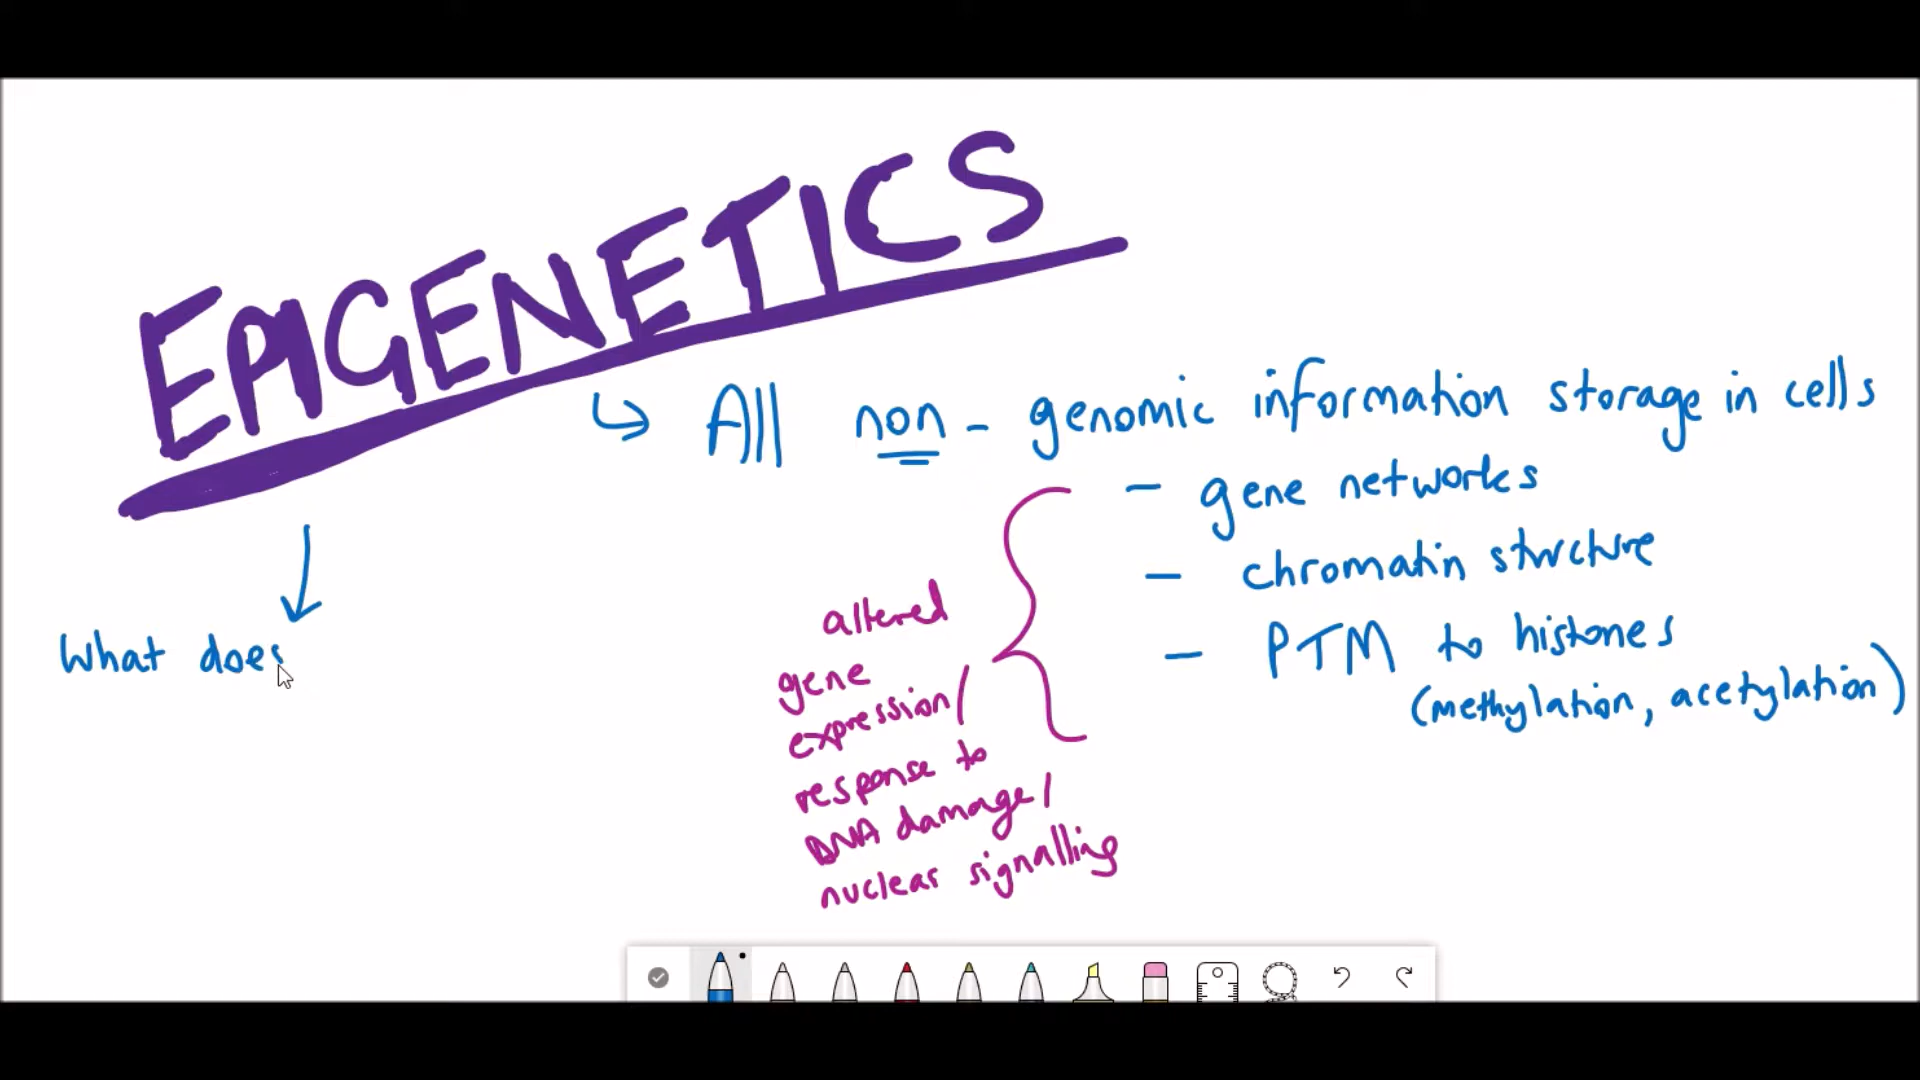 EPIGENETICS
↳ All non-genomic information storage in cells
- gene networks
- chromatin structure
- PTM to histones
(methylation, acetylation)
altered
gene
expression/
response to
DNA damage/
nuclear signalling
What does